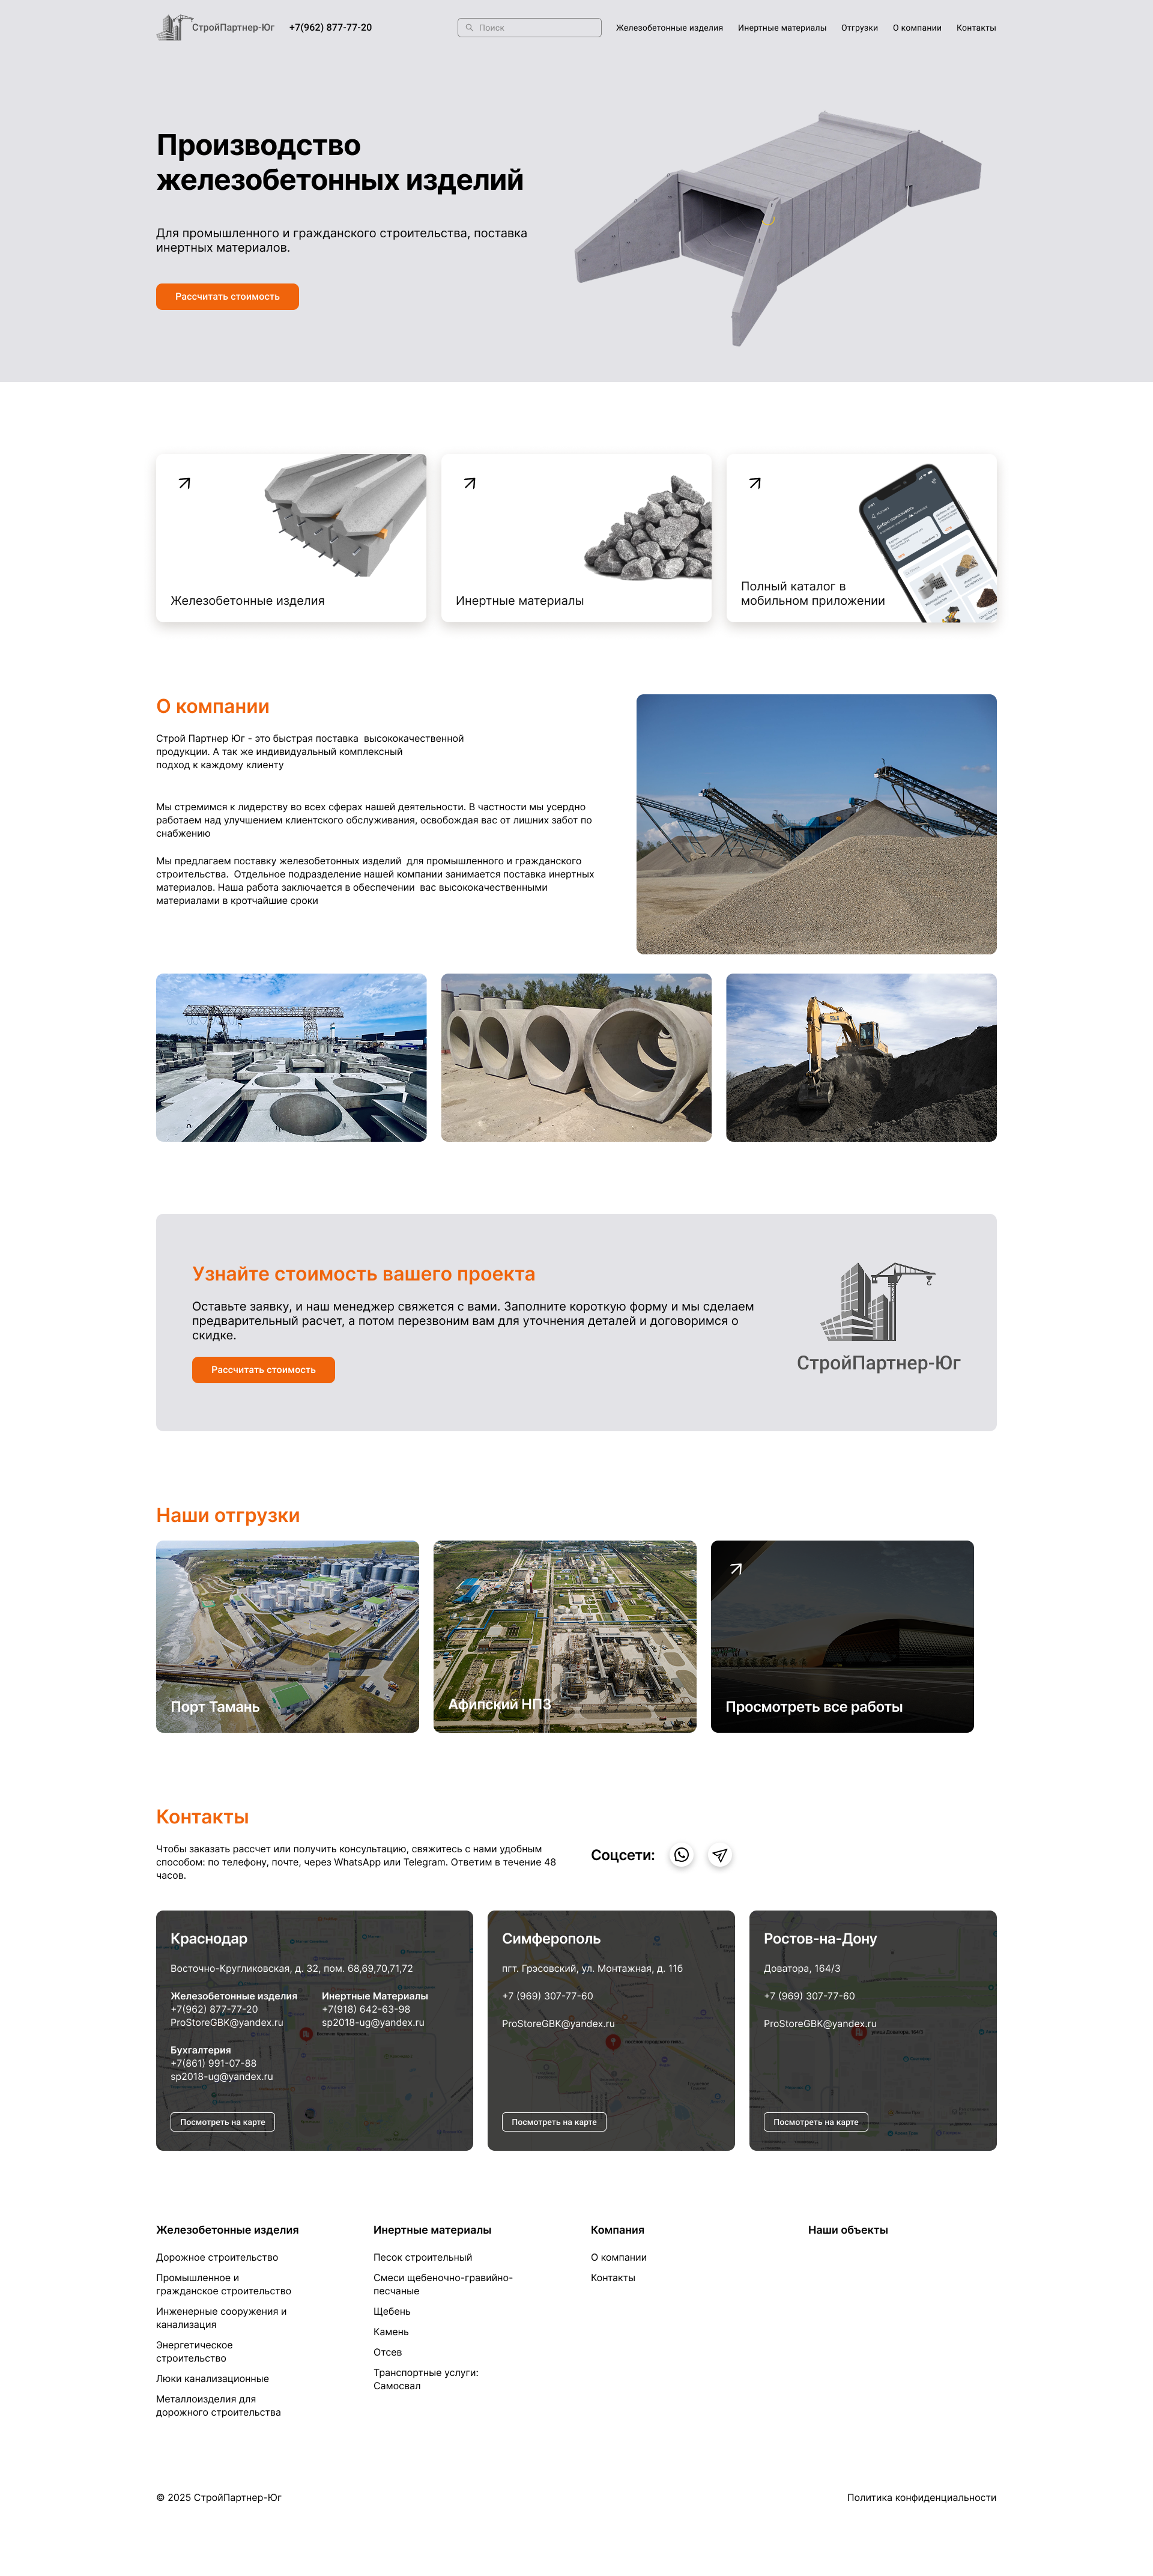 СтройПартнер-Юг
+7(962) 877-77-20
Поиск
Железобетонные изделия
Инертные материалы
Отгрузки
О компании
Контакты
Производство
железобетонных изделий
Для промышленного и гражданского строительства, поставка
инертных материалов.
Рассчитать стоимость
Железобетонные изделия
Инертные материалы
Добро пожаловать
Полный каталог в
мобильном приложении
О компании
Строй Партнер Юг - это быстрая поставка  высококачественной
продукции. А так же индивидуальный комплексный
подход к каждому клиенту
Мы стремимся к лидерству во всех сферах нашей деятельности. В частности мы усердно
работаем над улучшением клиентского обслуживания, освобождая вас от лишних забот по
снабжению
Мы предлагаем поставку железобетонных изделий  для промышленного и гражданского
строительства.  Отдельное подразделение нашей компании занимается поставка инертных
материалов. Наша работа заключается в обеспечении  вас высококачественными
материалами в кротчайшие сроки
Узнайте стоимость вашего проекта
Оставьте заявку, и наш менеджер свяжется с вами. Заполните короткую форму и мы сделаем
предварительный расчет, а потом перезвоним вам для уточнения деталей и договоримся о
скидке.
Рассчитать стоимость
СтройПартнер-Юг
Наши отгрузки
Порт Тамань
Афипский НПЗ
Просмотреть все работы
Контакты
Чтобы заказать рассчет или получить консультацию, свяжитесь с нами удобным
способом: по телефону, почте, через WhatsApp или Telegram. Ответим в течение 48
часов.
Соцсети:
Краснодар
Восточно-Кругликовская, д. 32, пом. 68,69,70,71,72
Железобетонные изделия
+7(962) 877-77-20
ProStoreGBK@yandex.ru
Инертные Материалы
+7(918) 642-63-98
sp2018-ug@yandex.ru
Бухгалтерия
+7(861) 991-07-88
sp2018-ug@yandex.ru
Посмотреть на карте
Симферополь
пгт. Грэсовский, ул. Монтажная, д. 11б
+7 (969) 307-77-60
ProStoreGBK@yandex.ru
Посмотреть на карте
Ростов-на-Дону
Доватора, 164/3
+7 (969) 307-77-60
ProStoreGBK@yandex.ru
Посмотреть на карте
Железобетонные изделия
Дорожное строительство
Промышленное и
гражданское строительство
Инженерные сооружения и
канализация
Энергетическое
строительство
Люки канализационные
Металлоизделия для
дорожного строительства
Инертные материалы
Песок строительный
Смеси щебеночно-гравийно-
песчаные
Щебень
Камень
Отсев
Транспортные услуги:
Самосвал
Компания
О компании
Контакты
Наши объекты
© 2025 СтройПартнер-Юг
Политика конфиденциальности